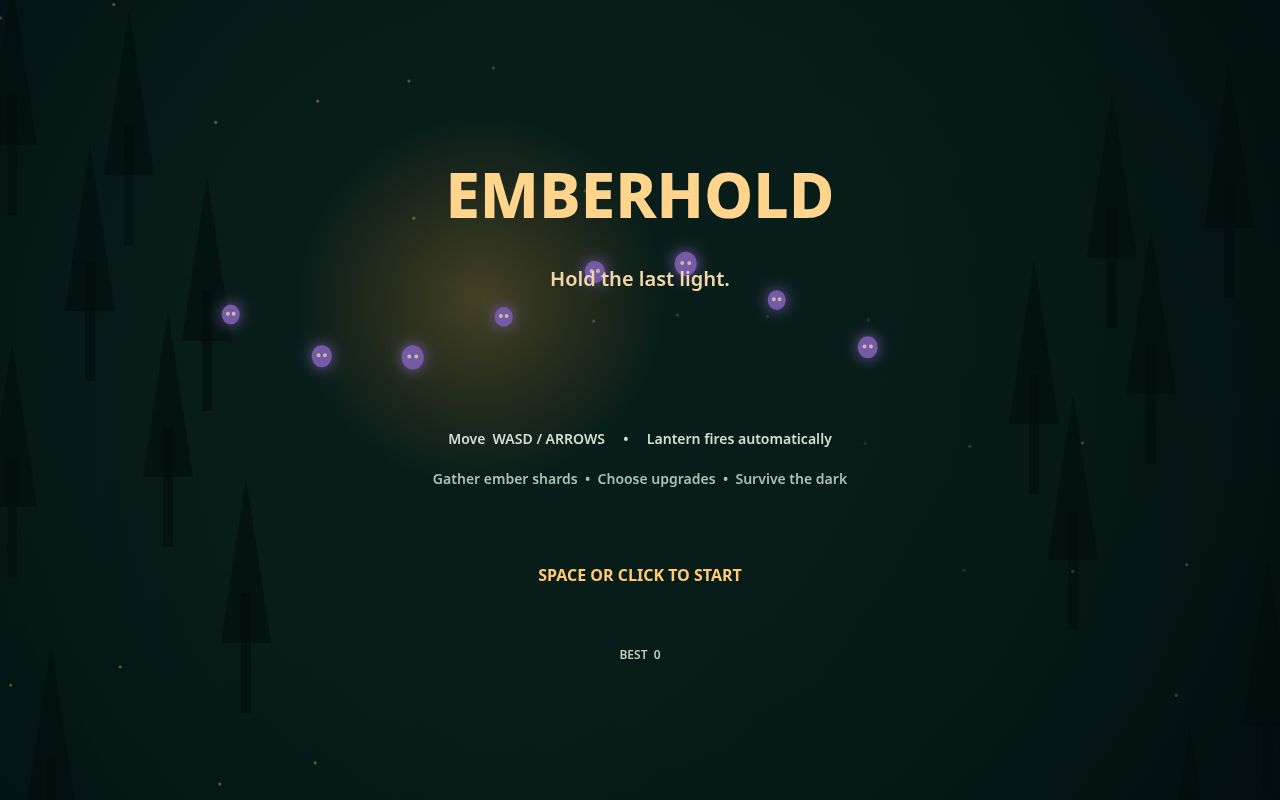 EMBERHOLD
Hold the last light.
Move WASD / ARROWS • Lantern fires automatically
Gather ember shards • Choose upgrades • Survive the dark
SPACE OR CLICK TO START
BEST 0